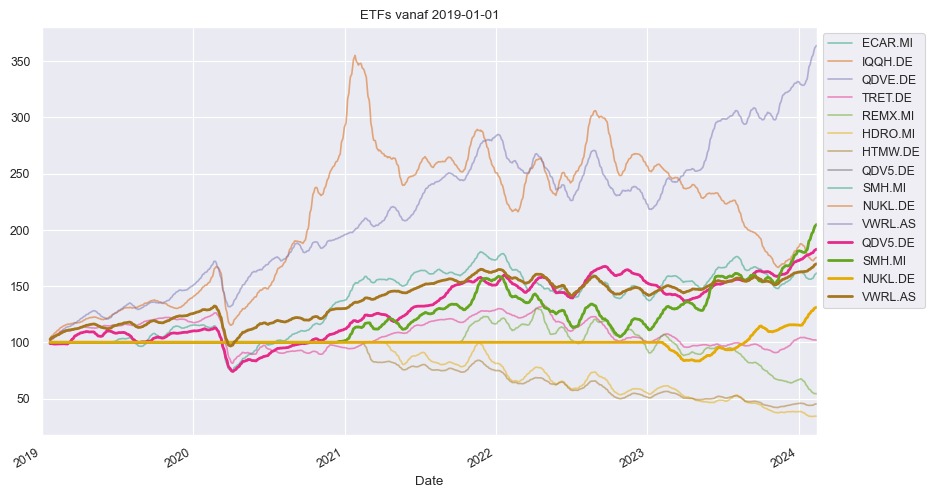 ETFs vanaf 2019-01-01
350
300
250
200
150
100
50
2019
2020
2021
2022
2023
2024
Date
ECAR.MI
IQQH.DE
QDVE.DE
TRET.DE
REMX.MI
HDRO.MI
HTMW.DE
QDV5.DE
SMH.MI
NUKL.DE
VWRL.AS
QDV5.DE
SMH.MI
NUKL.DE
VWRL.AS